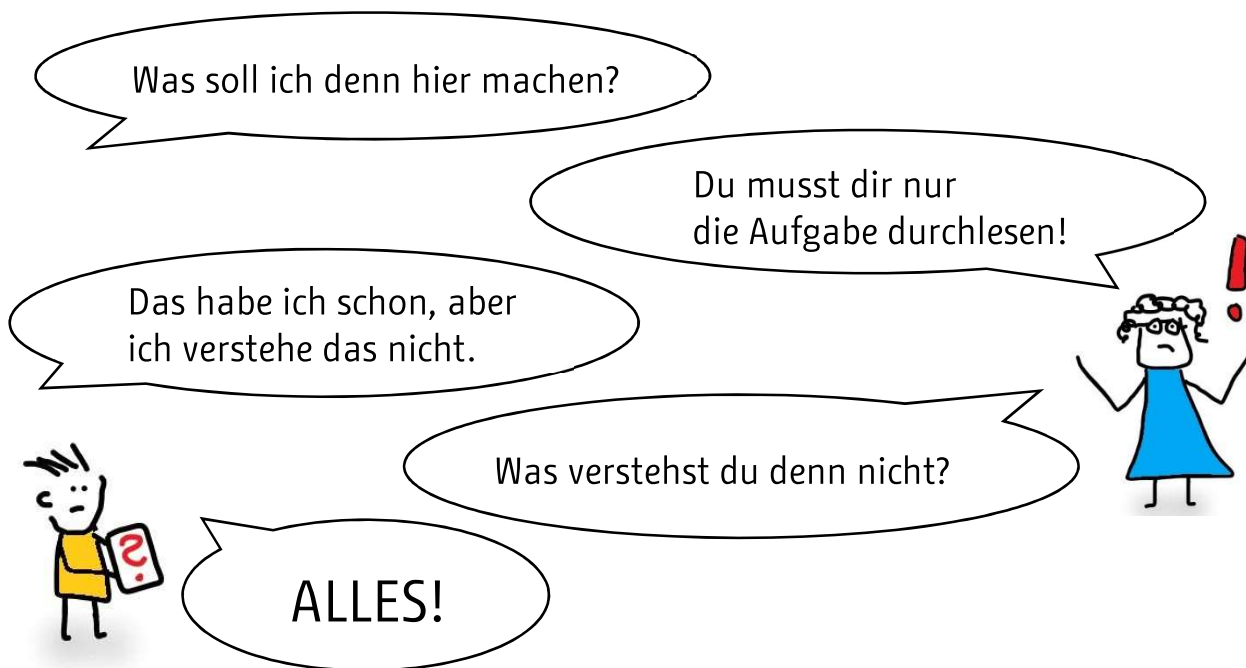 Was soll ich denn hier machen?
Du musst dir nur
die Aufgabe durchlesen!
Das habe ich schon, aber
ich verstehe das nicht.
Was verstehst du denn nicht?
ALLES!